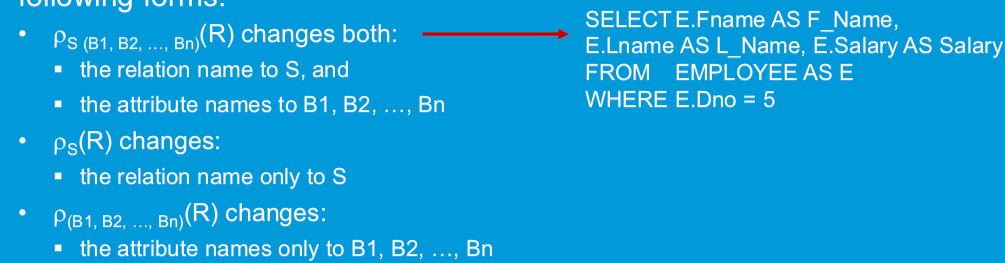 following forms:
• ρS (B1, B2, …, Bn)(R) changes both:
▪ the relation name to S, and
▪ the attribute names to B1, B2, …, Bn
• ρS(R) changes:
▪ the relation name only to S
• ρ(B1, B2, …, Bn)(R) changes:
▪ the attribute names only to B1, B2, …, Bn
SELECT E.Fname AS F_Name,
E.Lname AS L_Name, E.Salary AS Salary
FROM EMPLOYEE AS E
WHERE E.Dno = 5